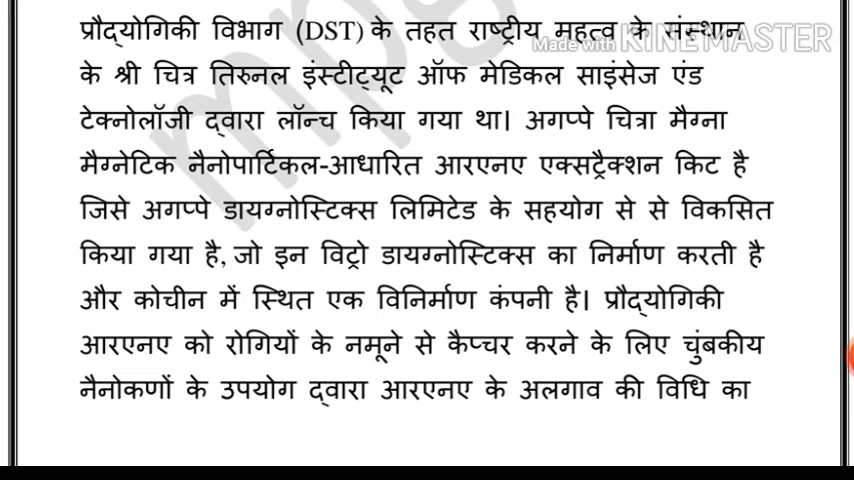 प्रौद्योगिकी विभाग (DST) के तहत राष्ट्रीय महत्व के संस्थान
Made with KINEMASTER
के श्री चित्र तिरुनल इंस्टीट्यूट ऑफ मेडिकल साइंसेज एंड
टेक्नोलॉजी द्वारा लॉन्च किया गया था। अगप्पे चित्रा मैग्ना
मैग्नेटिक नैनोपार्टिकल-आधारित आरएनए एक्सट्रैक्शन किट है
जिसे अगप्पे डायग्नोस्टिक्स लिमिटेड के सहयोग से से विकसित
किया गया है, जो इन विट्रो डायग्नोस्टिक्स का निर्माण करती है
और कोचीन में स्थित एक विनिर्माण कंपनी है। प्रौद्योगिकी
आरएनए को रोगियों के नमूने से कैप्चर करने के लिए चुंबकीय
नैनोकणों के उपयोग द्वारा आरएनए के अलगाव की विधि का